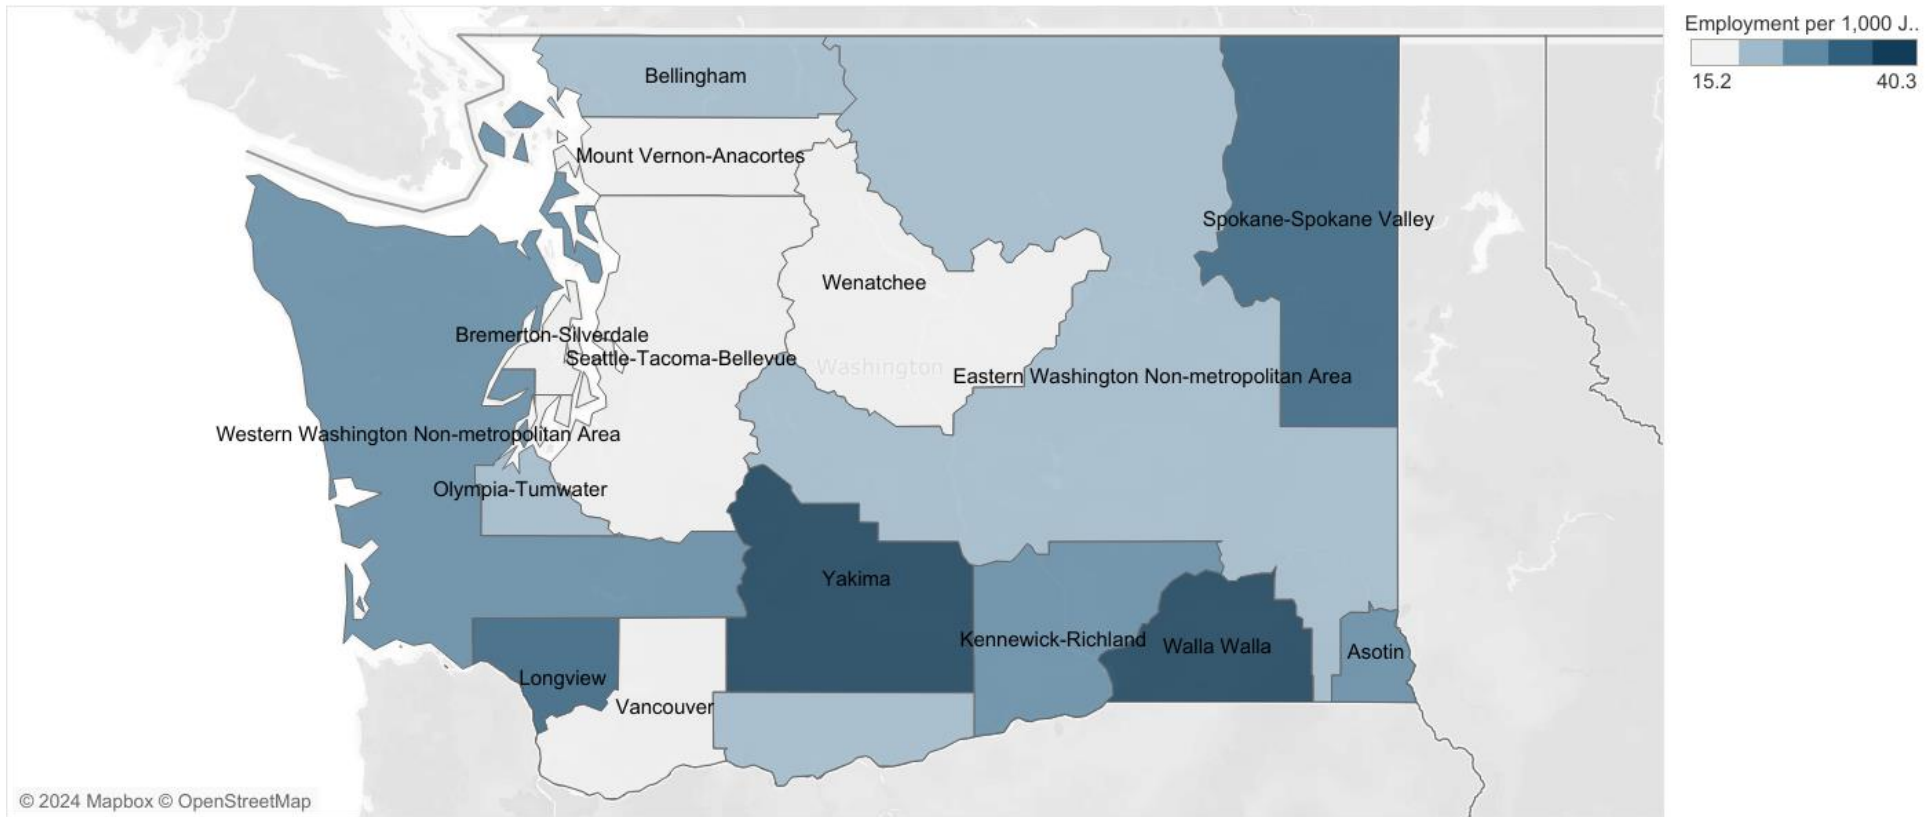 Employment per 1,000 J..
15.2 40.3
Bellingham
Mount Vernon-Anacortes
Spokane-Spokane Valley
Wenatchee
Bremerton-Silverdale
Seattle-Tacoma-Bellevue
Washington
Eastern Washington Non-metropolitan Area
Western Washington Non-metropolitan Area
Olympia-Tumwater
Yakima
Kennewick-Richland
Walla Walla
Asotin
Longview
Vancouver
© 2024 Mapbox © OpenStreetMap